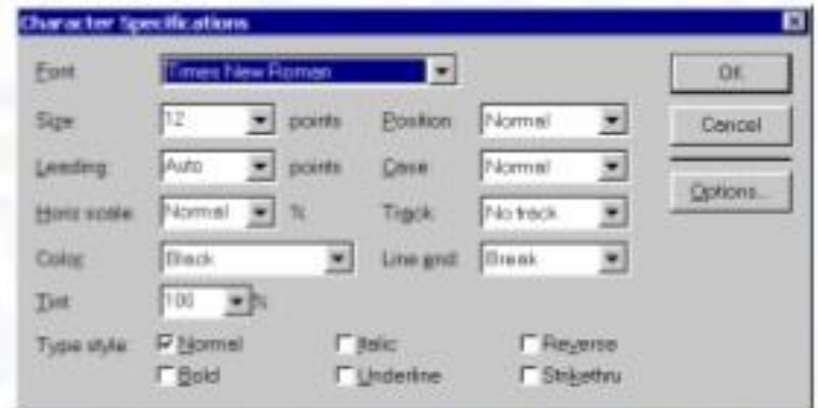 Character Specifications
Font: Times New Roman OK
Size: 12 points Position: Normal Cancel
Leading: Auto points Case: Normal
Horiz scale: Normal % Track: No track Options...
Color: Black Line end: Break
Tint: 100 %
Type style: Normal Italic Reverse
Bold Underline Strikethru